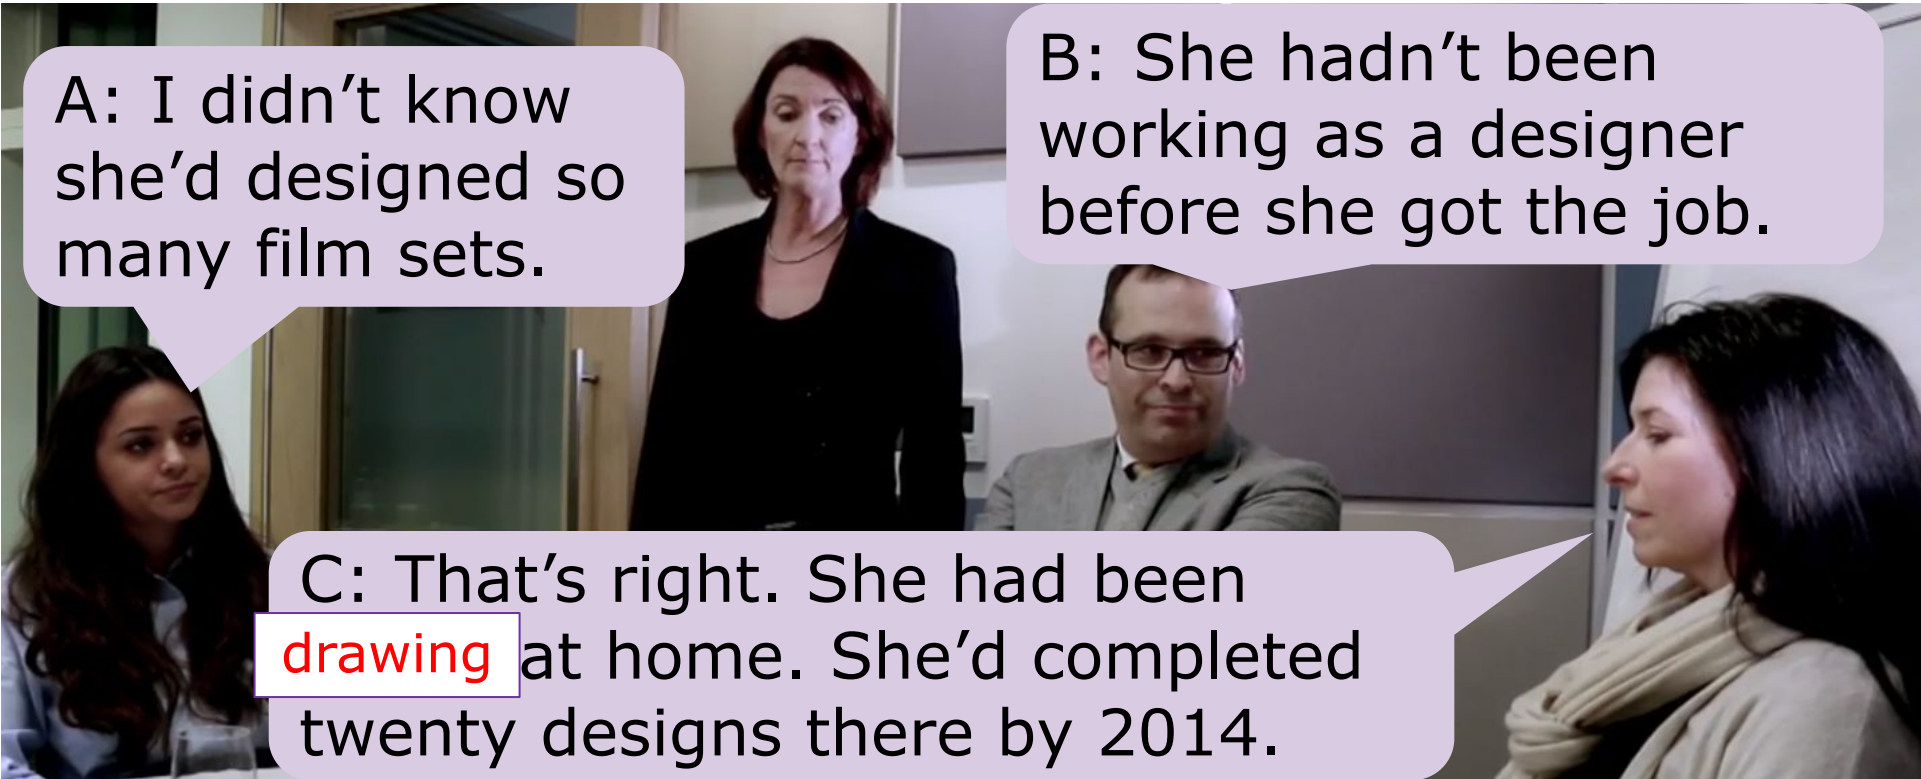 A: I didn’t know
she’d designed so
many film sets.
B: She hadn’t been
working as a designer
before she got the job.
C: That’s right. She had been
drawing at home. She’d completed
twenty designs there by 2014.